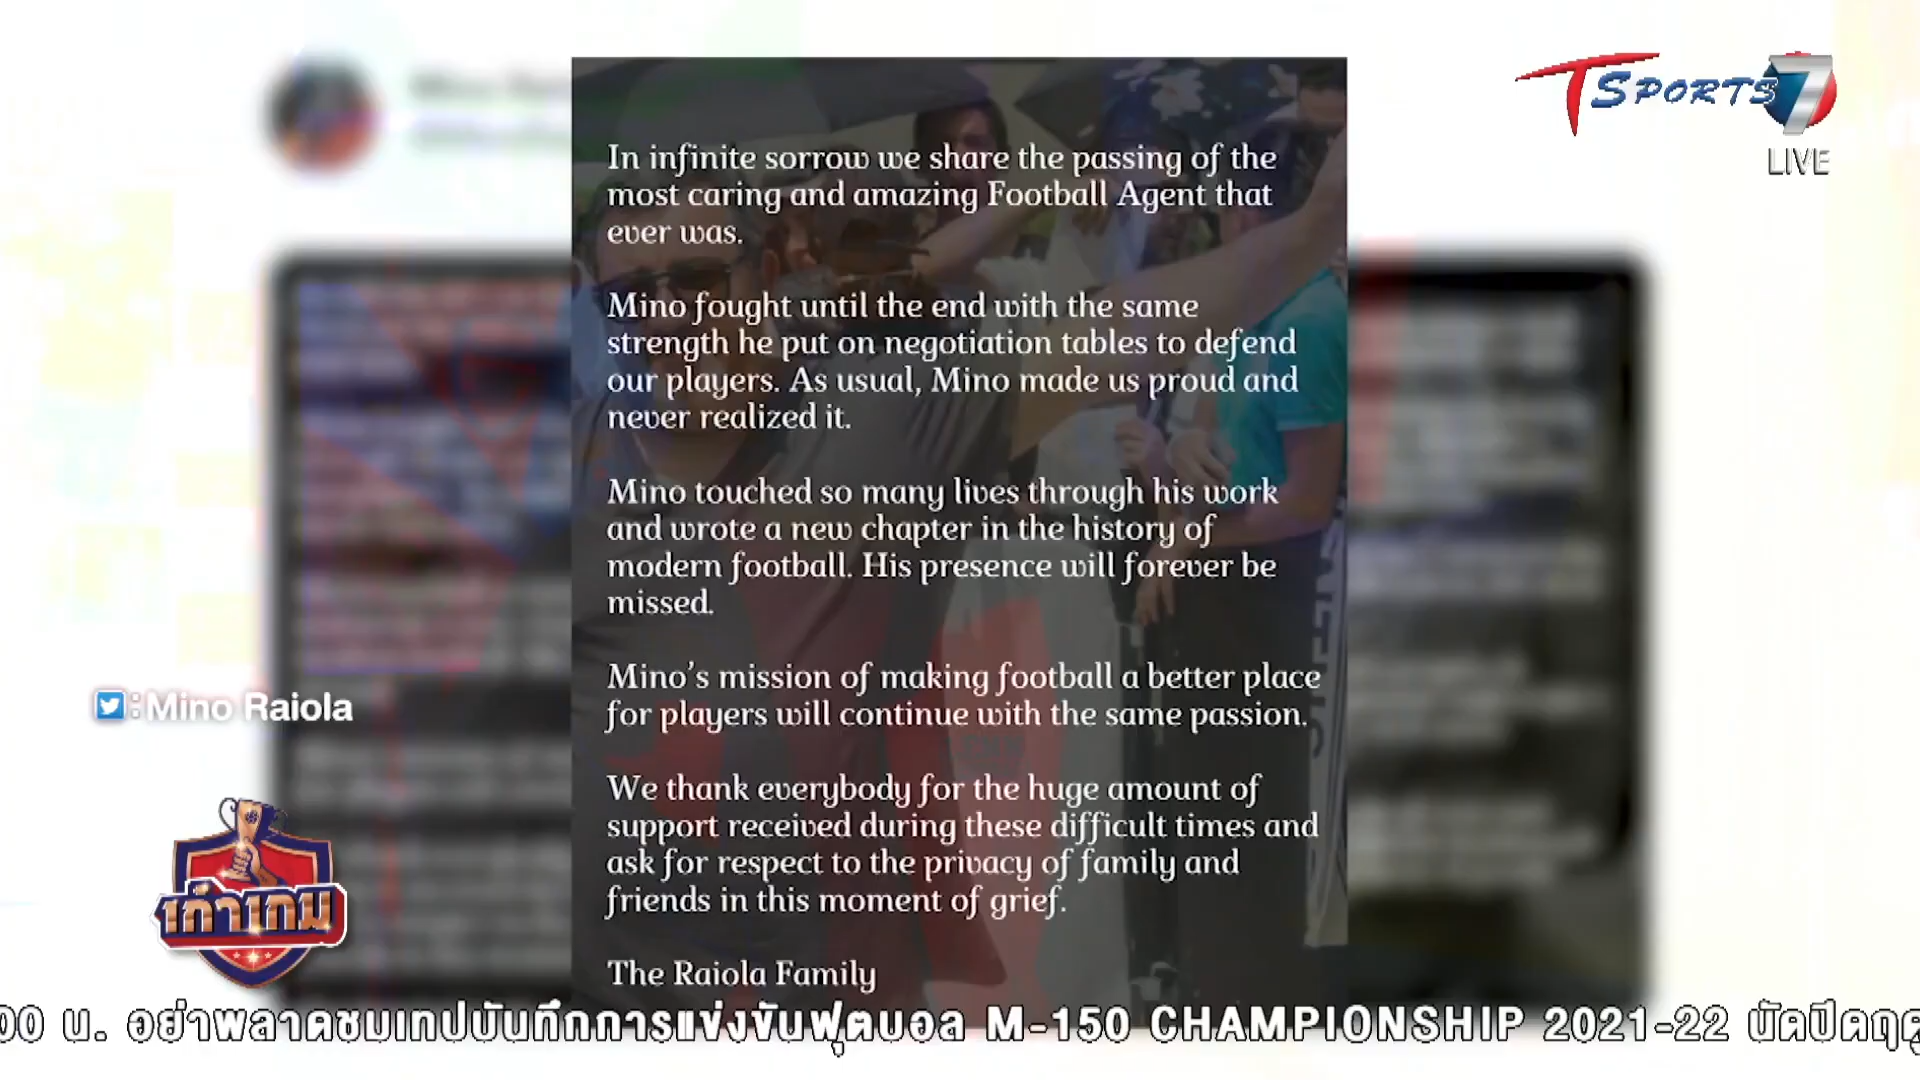 T SPORTS 7
LIVE
In infinite sorrow we share the passing of the
most caring and amazing Football Agent that
ever was.
Mino fought until the end with the same
strength he put on negotiation tables to defend
our players. As usual, Mino made us proud and
never realized it.
Mino touched so many lives through his work
and wrote a new chapter in the history of
modern football. His presence will forever be
missed.
Mino’s mission of making football a better place
for players will continue with the same passion.
We thank everybody for the huge amount of
support received during these difficult times and
ask for respect to the privacy of family and
friends in this moment of grief.
The Raiola Family
: Mino Raiola
เก๋าเกม
00 น. อย่าพลาดชมเทปบันทึกการแข่งขันฟุตบอล M-150 CHAMPIONSHIP 2021-22 นัดปิดฤดู